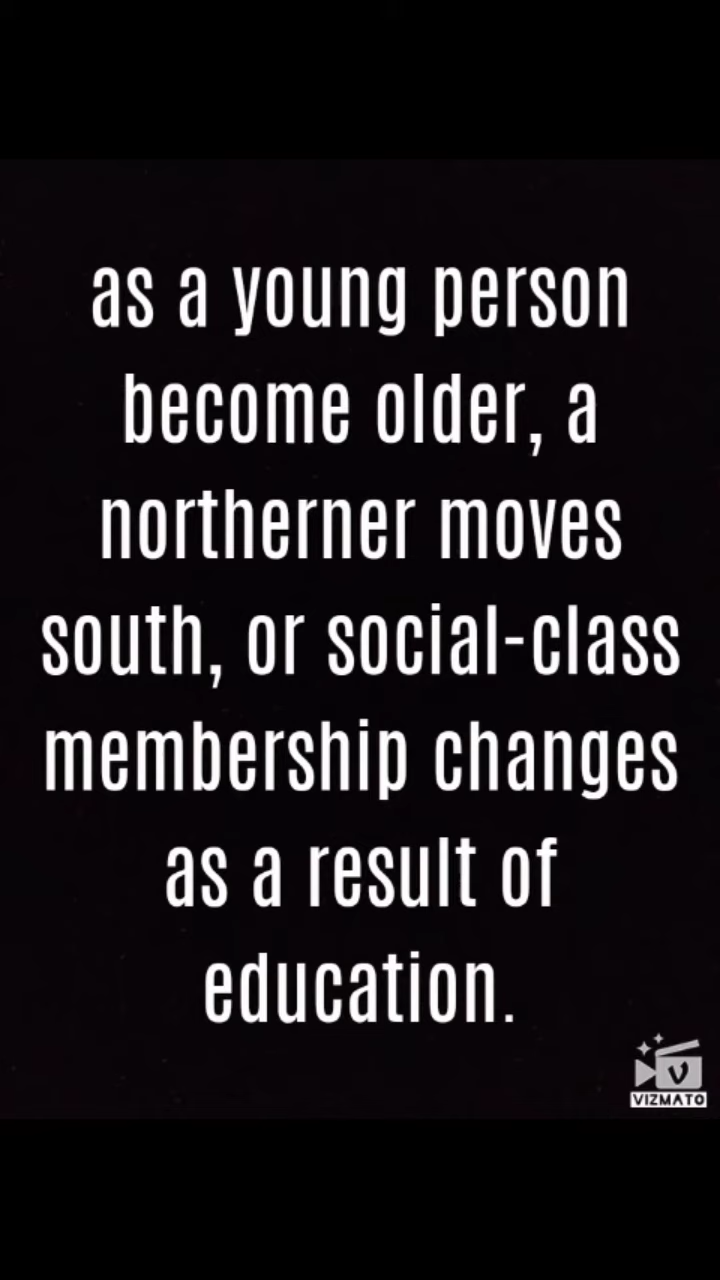 as a young person
become older, a
northerner moves
south, or social-class
membership changes
as a result of
education.
V
VIZMATO